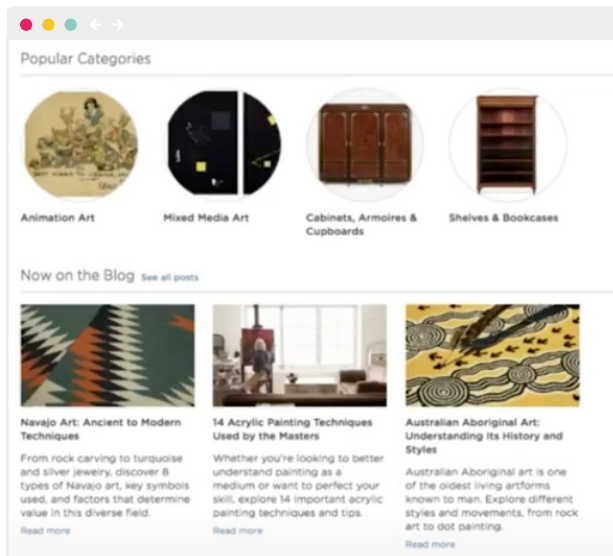 Popular Categories
Animation Art
Mixed Media Art
Cabinets, Armoires &
Cupboards
Shelves & Bookcases
Now on the Blog See all posts
Navajo Art: Ancient to Modern
Techniques
From rock carving to turquoise
and silver jewelry, discover 8
types of Navajo art, key symbols
used, and factors that determine
value in this diverse field.
Read more
14 Acrylic Painting Techniques
Used by the Masters
Whether you're looking to better
understand painting as a
medium or want to perfect your
skill, explore 14 important acrylic
painting techniques and tips.
Read more
Australian Aboriginal Art:
Understanding Its History and
Styles
Australian Aboriginal art is one
of the oldest living artforms
known to man. Explore different
styles and movements, from rock
art to dot painting.
Read more